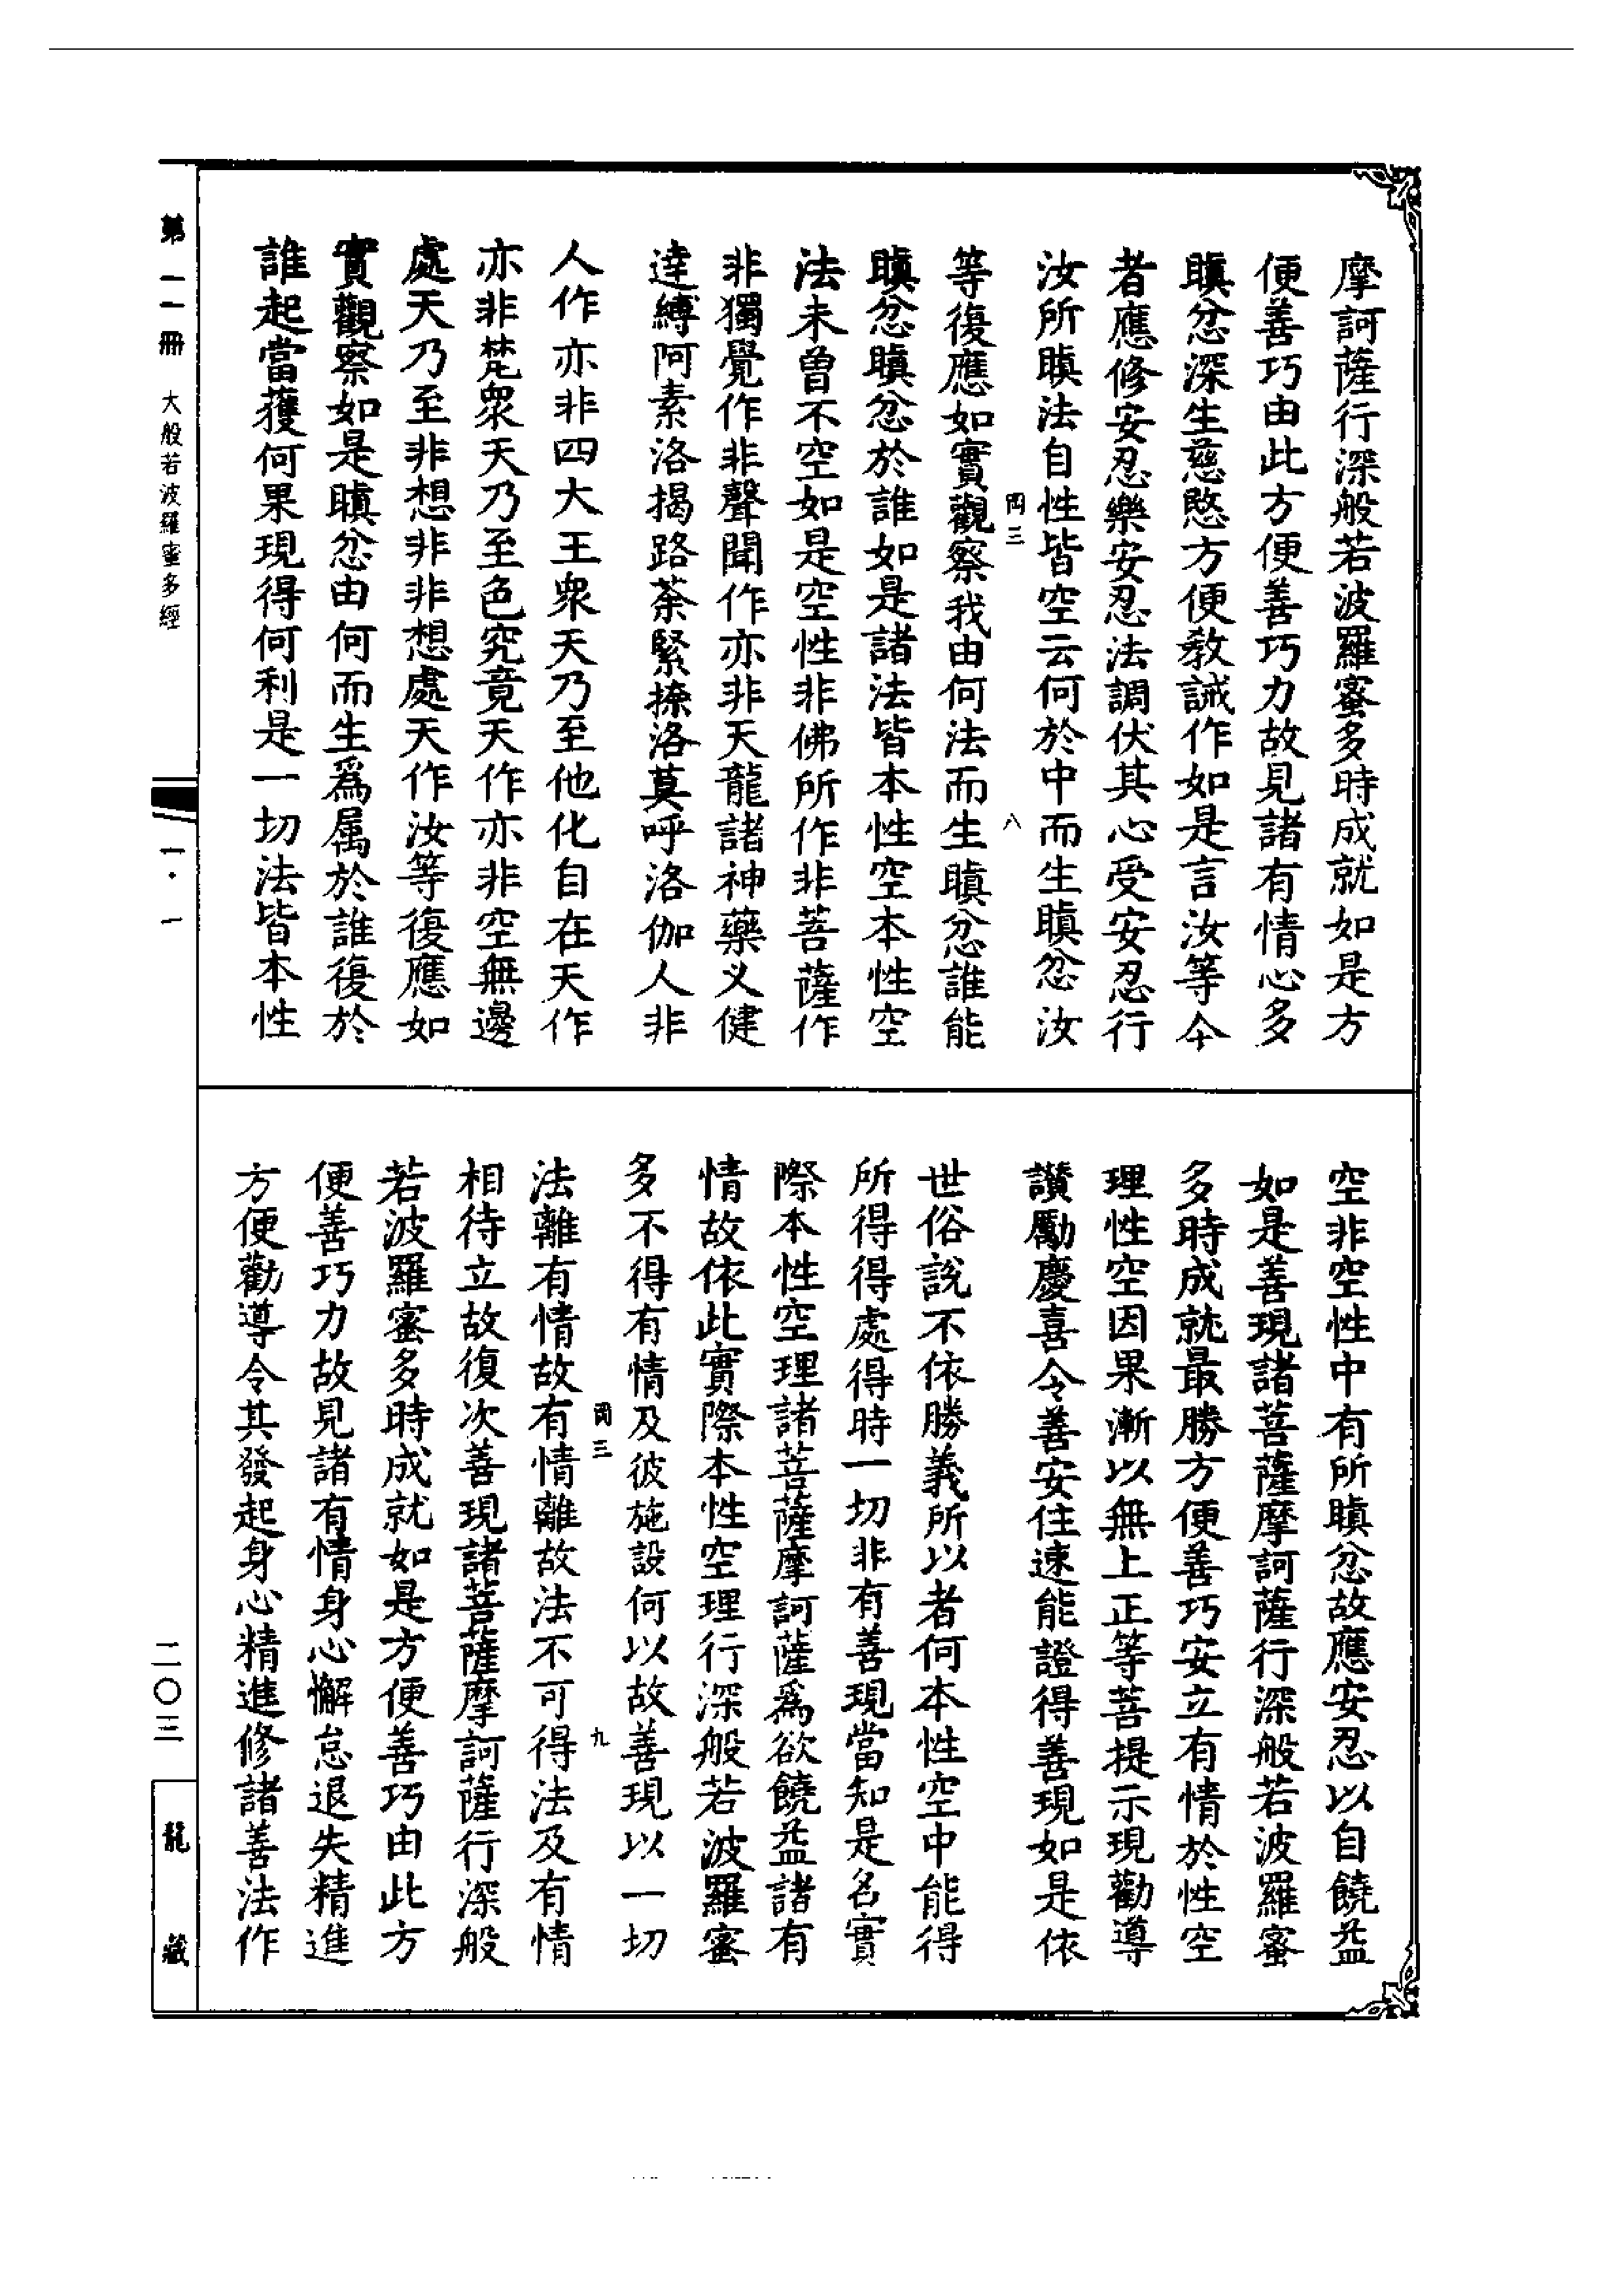 摩訶薩行深般若波羅蜜多時成就如是方
便善巧由此方便善巧力故見諸有情心多
瞋忿深生慈愍方便教誡作如是言汝等今
者應修安忍樂安忍法調伏其心受安忍行
汝所瞋法自性皆空云何於中而生瞋忿汝
岡三 八
等復應如實觀察我由何法而生瞋忿誰能
瞋忿瞋忿於誰如是諸法皆本性空本性空
法未曾不空如是空性非佛所作非菩薩作
非獨覺作非聲聞作亦非天龍諸神藥义健
達縛阿素洛揭路荼緊捺洛莫呼洛伽人非
人作亦非四大王衆天乃至他化自在天作
亦非梵衆天乃至色究竟天作亦非空無邊
處天乃至非想非非想處天作汝等復應如
實觀察如是瞋忿由何而生爲属於誰復於
誰起當獲何果現得何利是一切法皆本性
空非空性中有所瞋忿故應安忍以自饒益
如是善現諸菩薩摩訶薩行深般若波羅蜜
多時成就最勝方便善巧安立有情於性空
理性空因果漸以無上正等菩提示現勸導
讚勵慶喜令善安住速能證得善現如是依
世俗說不依勝義所以者何本性空中能得
所得得處得時一切非有善現當知是名實
際本性空理諸菩薩摩訶薩爲欲饒益諸有
情故依此實際本性空理行深般若波羅蜜
多不得有情及彼施設何以故善現以一切
岡三 九
法離有情故有情離故法不可得法及有情
相待立故復次善現諸菩薩摩訶薩行深般
若波羅蜜多時成就如是方便善巧由此方
便善巧力故見諸有情身心懈怠退失精進
方便勸導令其發起身心精進修諸善法作
第一一冊 大般若波羅蜜多經
一·一
二〇三
龍藏